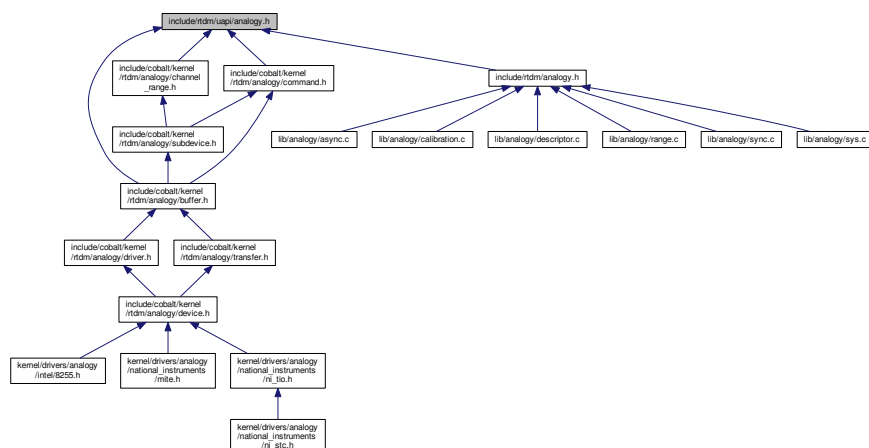 include/rtdm/uapi/analogy.h
include/cobalt/kernel
/rtdm/analogy/channel
_range.h
include/cobalt/kernel
/rtdm/analogy/command.h
include/rtdm/analogy.h
include/cobalt/kernel
/rtdm/analogy/subdevice.h
lib/analogy/async.c
lib/analogy/calibration.c
lib/analogy/descriptor.c
lib/analogy/range.c
lib/analogy/sync.c
lib/analogy/sys.c
include/cobalt/kernel
/rtdm/analogy/buffer.h
include/cobalt/kernel
/rtdm/analogy/driver.h
include/cobalt/kernel
/rtdm/analogy/transfer.h
include/cobalt/kernel
/rtdm/analogy/device.h
kernel/drivers/analogy
/intel/8255.h
kernel/drivers/analogy
/national_instruments
/mite.h
kernel/drivers/analogy
/national_instruments
/ni_tio.h
kernel/drivers/analogy
/national_instruments
/ni_stc.h